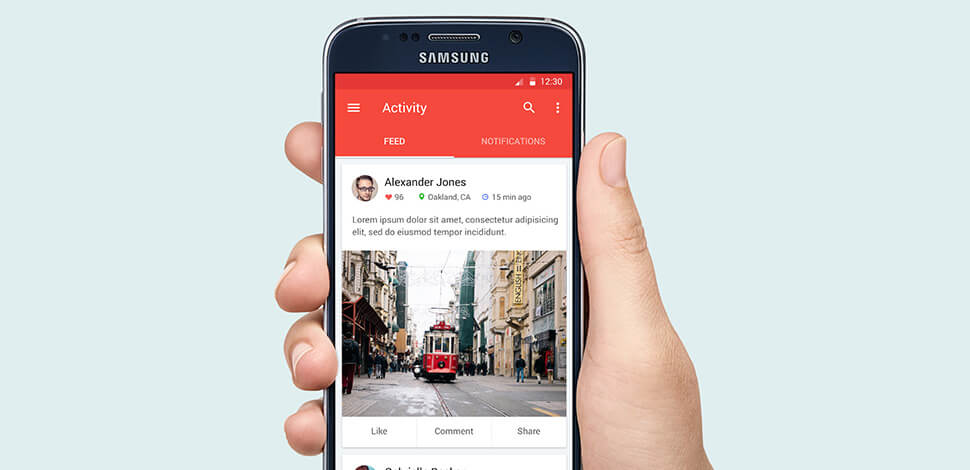 SAMSUNG
12:30
Activity
FEED NOTIFICATIONS
Alexander Jones
96 Oakland, CA 15 min ago
Lorem ipsum dolor sit amet, consectetur adipisicing
elit, sed do eiusmod tempor incididunt.
ENGLISH
Like Comment Share